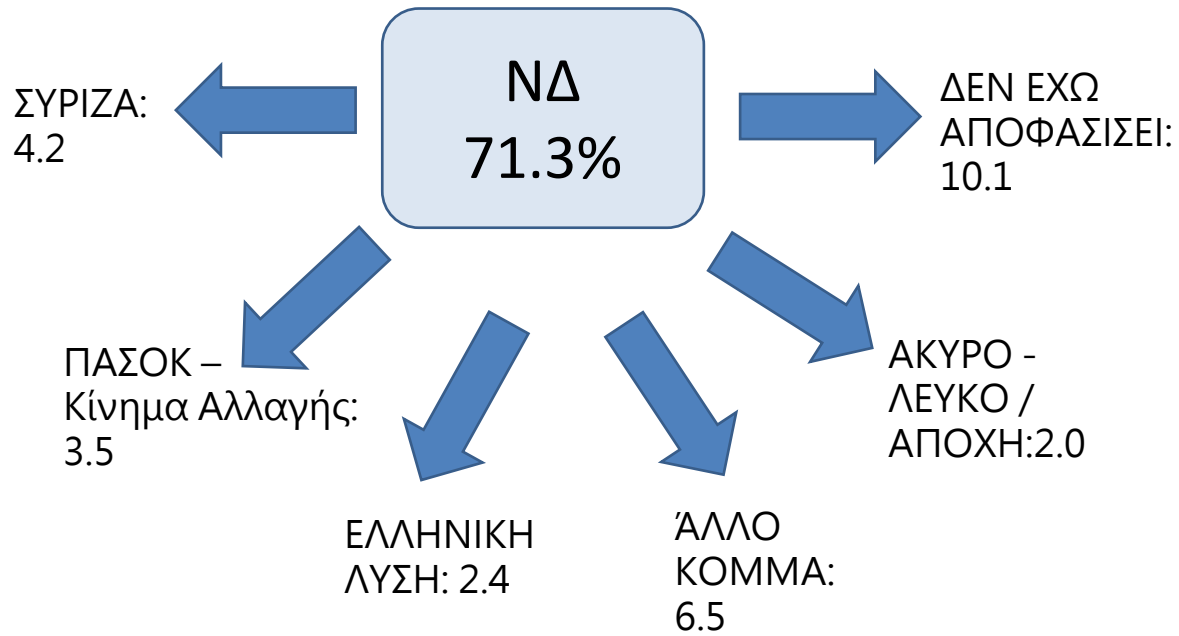 ΝΔ
71.3%
ΣΥΡΙΖΑ:
4.2
ΔΕΝ ΕΧΩ
ΑΠΟΦΑΣΙΣΕΙ:
10.1
ΠΑΣΟΚ –
Κίνημα Αλλαγής:
3.5
ΑΚΥΡΟ -
ΛΕΥΚΟ /
ΑΠΟΧΗ:2.0
ΕΛΛΗΝΙΚΗ
ΛΥΣΗ: 2.4
ΆΛΛΟ
ΚΟΜΜΑ:
6.5